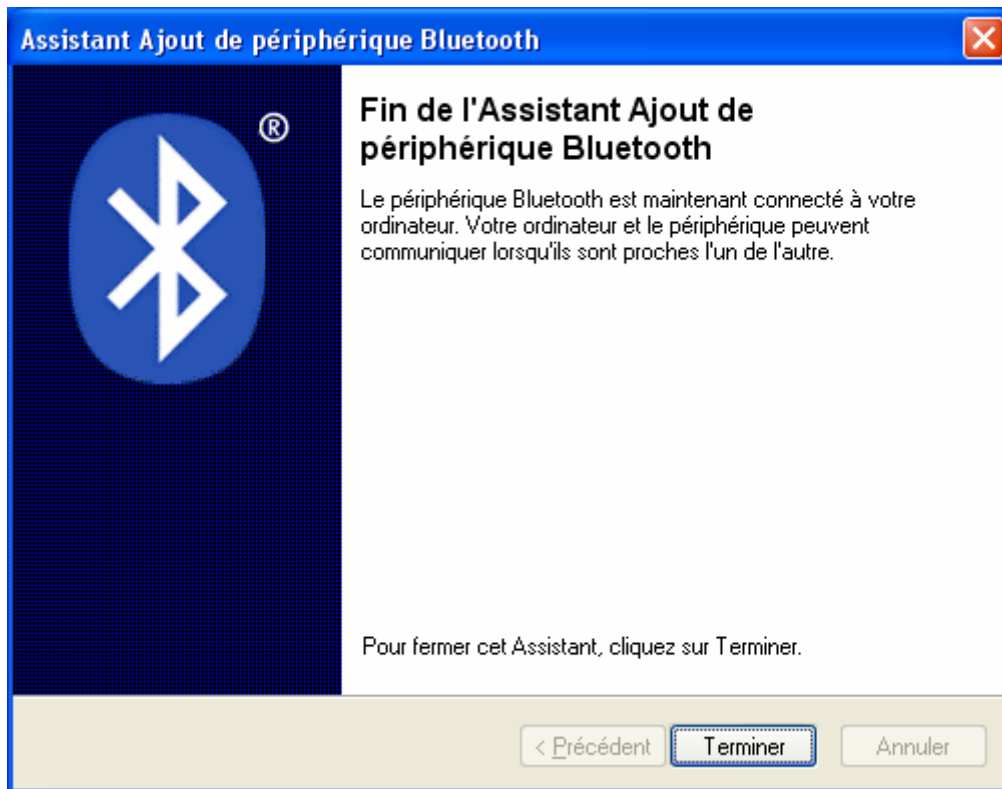 Assistant Ajout de périphérique Bluetooth
®
Fin de l'Assistant Ajout de
périphérique Bluetooth
Le périphérique Bluetooth est maintenant connecté à votre
ordinateur. Votre ordinateur et le périphérique peuvent
communiquer lorsqu'ils sont proches l'un de l'autre.
Pour fermer cet Assistant, cliquez sur Terminer.
< Précédent Terminer Annuler